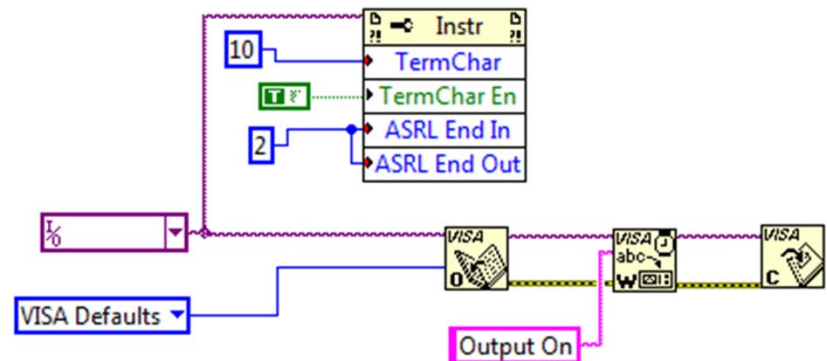 Instr
10
TermChar
T F
TermChar En
2
ASRL End In
ASRL End Out
I/O
VISA
O
VISA
abc
W
VISA
C
VISA Defaults
Output On